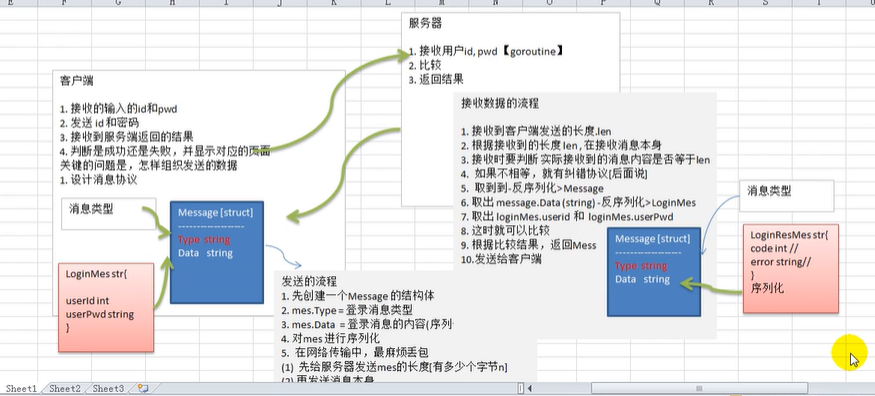 E
F
G
H
I
J
K
L
M
N
O
P
Q
R
S
T
U
服务器
1. 接收用户id, pwd 【goroutine】
2. 比较
3. 返回结果
客户端
1. 接收的输入的id和pwd
2. 发送 id 和密码
3. 接收到服务端返回的结果
4. 判断是成功还是失败，并显示对应的页面
关键的问题是，怎样组织发送的数据
1. 设计消息协议
消息类型
Message [struct]
--------------------
Type string
Data string
LoginMes str{
userId int
userPwd string
}
接收数据的流程
1. 接收到客户端发送的长度.len
2. 根据接收到的长度 len , 在接收消息本身
3. 接收时要判断 实际接收到的消息内容是否等于len
4. 如果不相等，就有纠错协议[后面说]
5. 取到到-反序列化>Message
6. 取出 message.Data (string) -反序列化>LoginMes
7. 取出 loginMes.userid 和 loginMes.userPwd
8. 这时就可以比较
9. 根据比较结果，返回Mess
10.发送给客户端
Message [struct]
--------------------
Type string
Data string
消息类型
LoginResMes str{
code int //
error string//
}
序列化
发送的流程
1. 先创建一个Message 的结构体
2. mes.Type = 登录消息类型
3. mes.Data = 登录消息的内容(序列
4. 对mes 进行序列化
5. 在网络传输中，最麻烦丢包
(1) 先给服务器发送mes的长度[有多少个字节n]
(2) 再发送消息本身
Sheet1
Sheet2
Sheet3